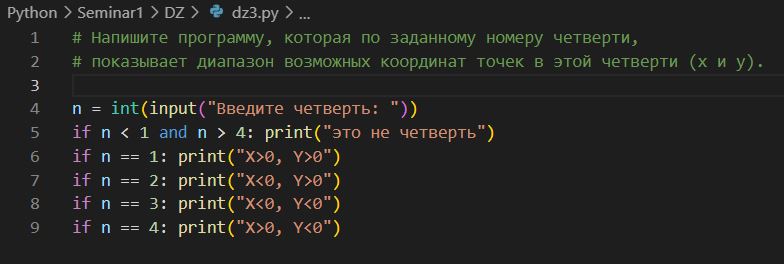 Python > Seminar1 > DZ > dz3.py > ...
1 # Напишите программу, которая по заданному номеру четверти,
2 # показывает диапазон возможных координат точек в этой четверти (x и y).
3
4 n = int(input("Введите четверть: "))
5 if n < 1 and n > 4: print("это не четверть")
6 if n == 1: print("X>0, Y>0")
7 if n == 2: print("X<0, Y>0")
8 if n == 3: print("X<0, Y<0")
9 if n == 4: print("X>0, Y<0")